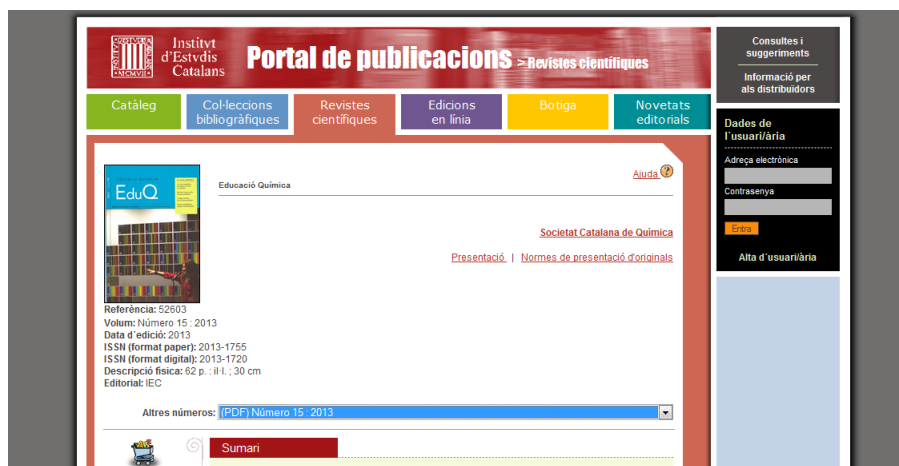 Institvt
d'Estvdis
Catalans
Portal de publicacions > Revistes científiques
Consultes i
suggeriments
Informació per
als distribuïdors
Catàleg
Col·leccions
bibliogràfiques
Revistes
científiques
Edicions
en línia
Botiga
Novetats
editorials
Dades de
l´usuari/ària
Adreça electrònica
Contrasenya
Entra
Alta d´usuari/ària
Ajuda
EduQ
Educació Química
Societat Catalana de Química
Presentació | Normes de presentació d'originals
Referència: 52603
Volum: Número 15 : 2013
Data d´edició: 2013
ISSN (format paper): 2013-1755
ISSN (format digital): 2013-1720
Descripció física: 62 p. : il·l. ; 30 cm
Editorial: IEC
Altres números: (PDF) Número 15 : 2013
Sumari